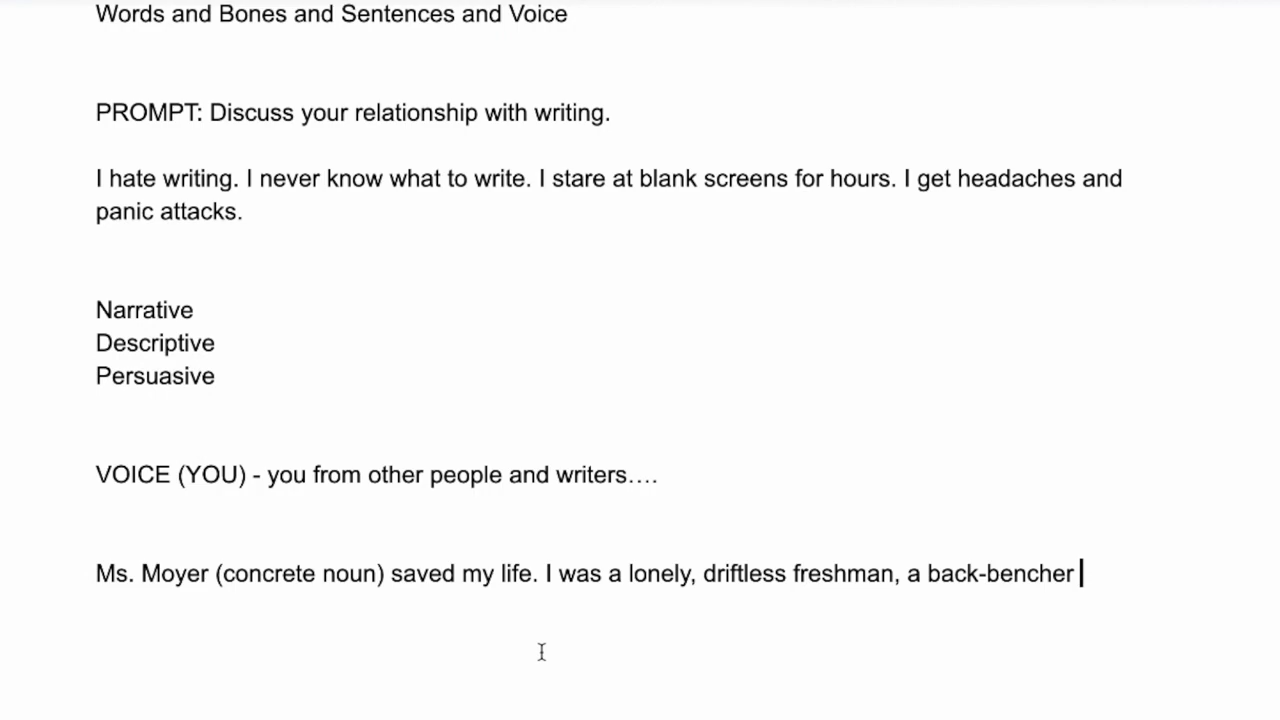 Words and Bones and Sentences and Voice
PROMPT: Discuss your relationship with writing.
I hate writing. I never know what to write. I stare at blank screens for hours. I get headaches and
panic attacks.
Narrative
Descriptive
Persuasive
VOICE (YOU) - you from other people and writers….
Ms. Moyer (concrete noun) saved my life. I was a lonely, driftless freshman, a back-bencher